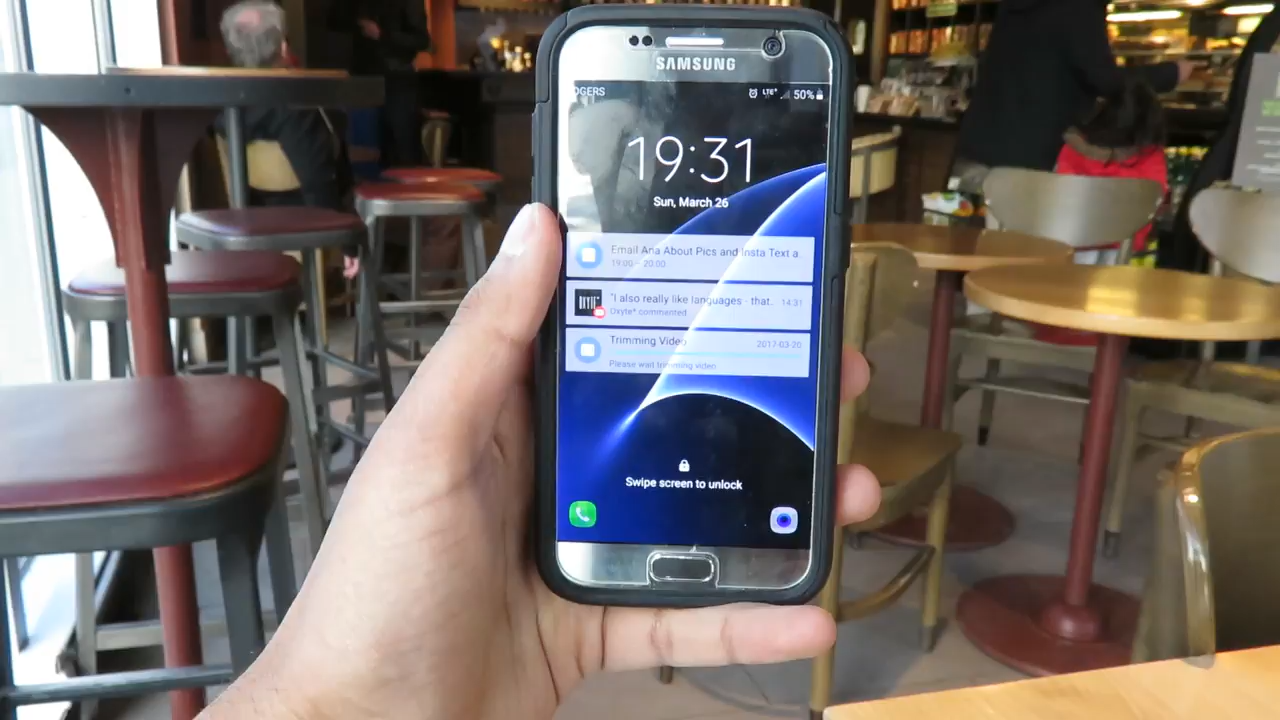 SAMSUNG
OGERS LTE+ 50%
19:31
Sun, March 26
Email Ana About Pics and Insta Text a
19:00 - 20:00
"I also really like languages - that. 14:31
Oxyte* commented
Trimming Video 2017-03-20
Please wait trimming video
Swipe screen to unlock